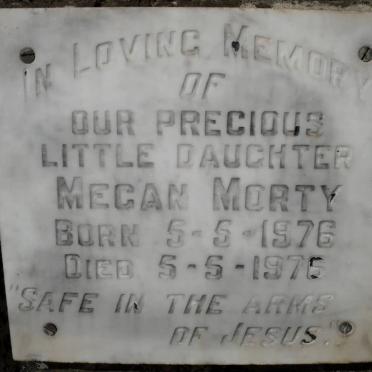 IN LOVING MEMORY
OF
OUR PRECIOUS
LITTLE DAUGHTER
MEGAN MORTY
BORN 5-5-1976
DIED 5-5-1976
"SAFE IN THE ARMS
OF JESUS."